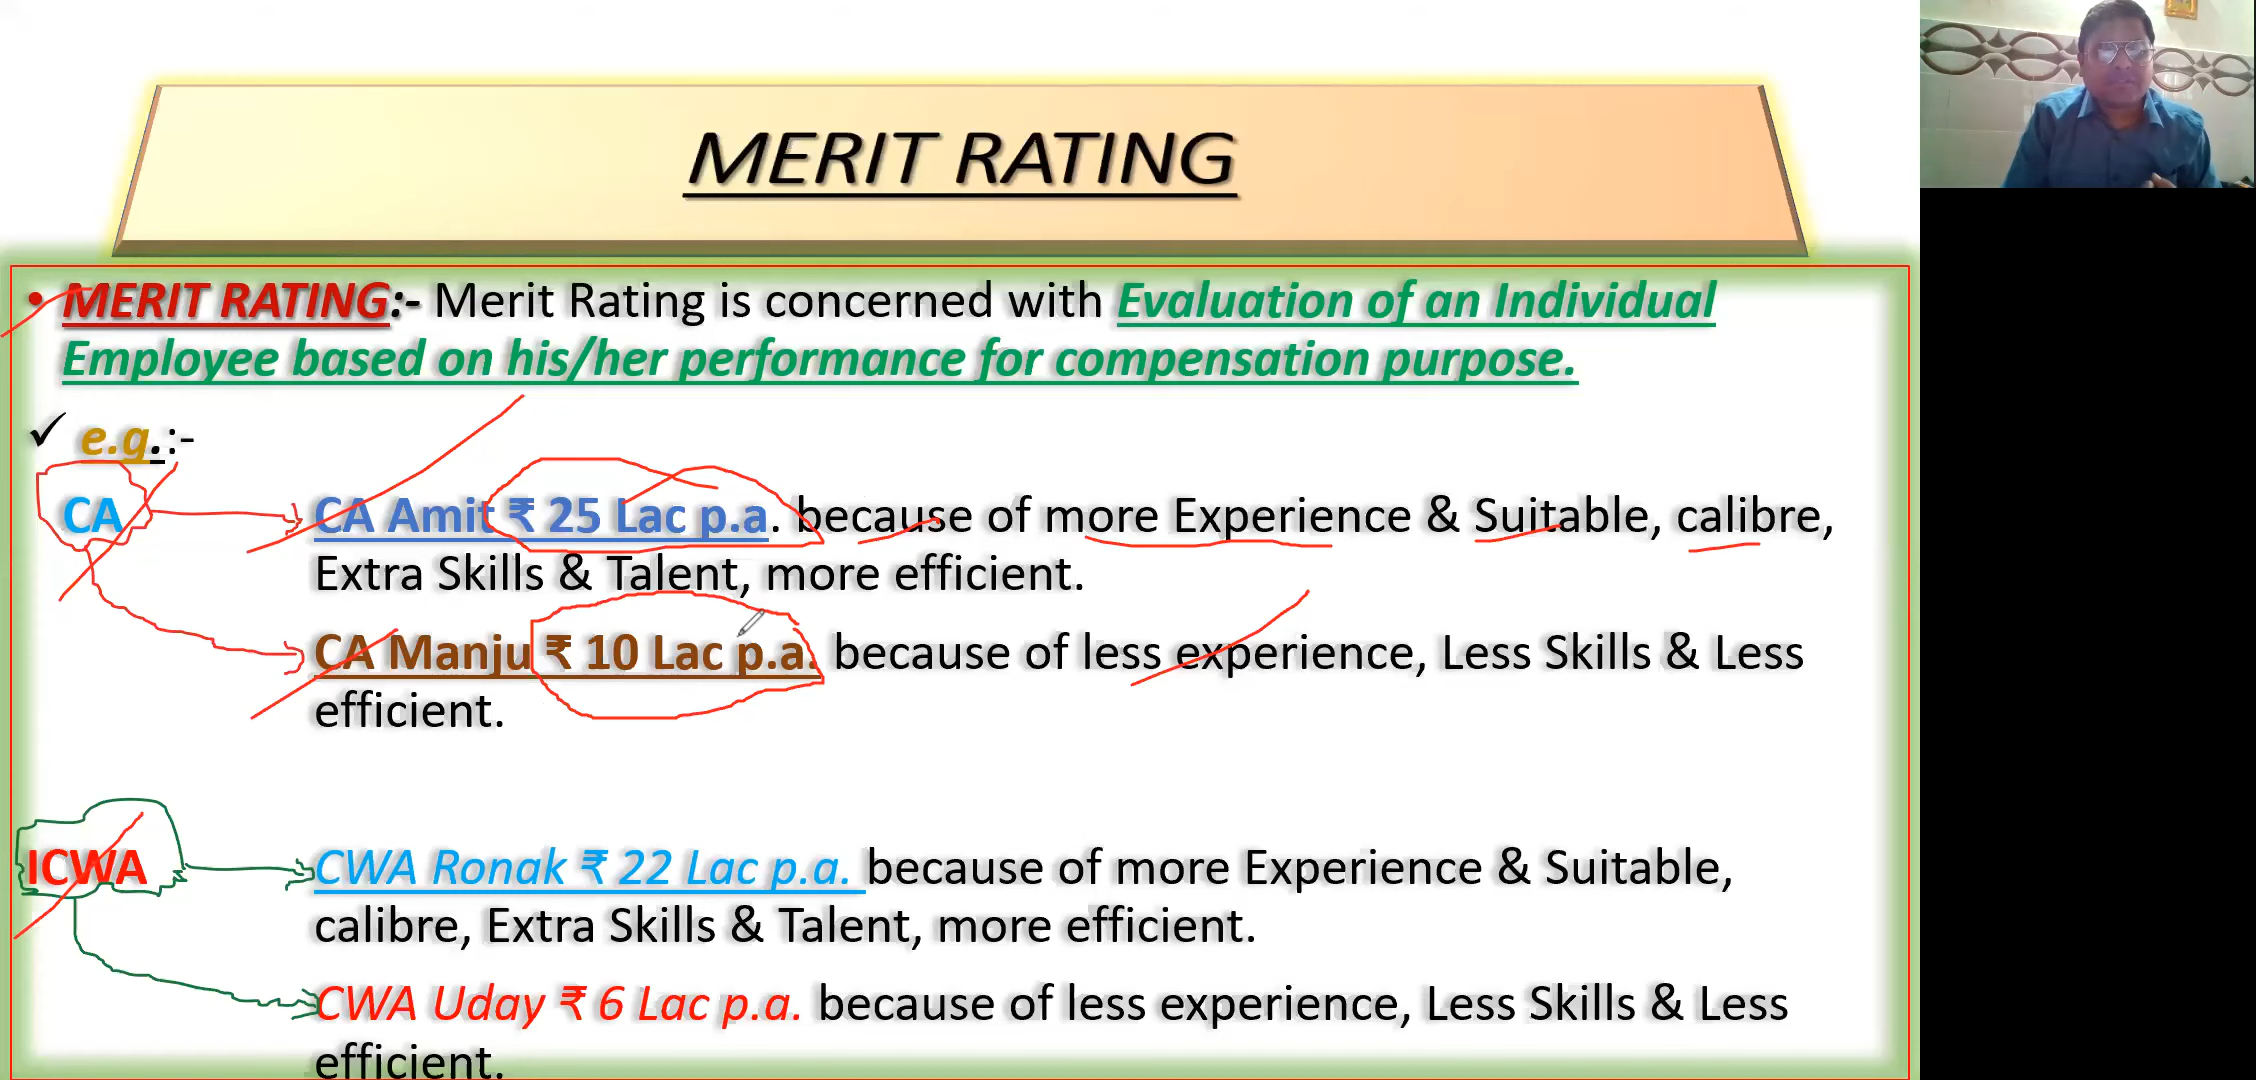 MERIT RATING
• MERIT RATING:- Merit Rating is concerned with Evaluation of an Individual
Employee based on his/her performance for compensation purpose.
✓ e.g.:-
CA
CA Amit ₹ 25 Lac p.a. because of more Experience & Suitable, calibre,
Extra Skills & Talent, more efficient.
CA Manju ₹ 10 Lac p.a. because of less experience, Less Skills & Less
efficient.
ICWA
CWA Ronak ₹ 22 Lac p.a. because of more Experience & Suitable,
calibre, Extra Skills & Talent, more efficient.
CWA Uday ₹ 6 Lac p.a. because of less experience, Less Skills & Less
efficient.